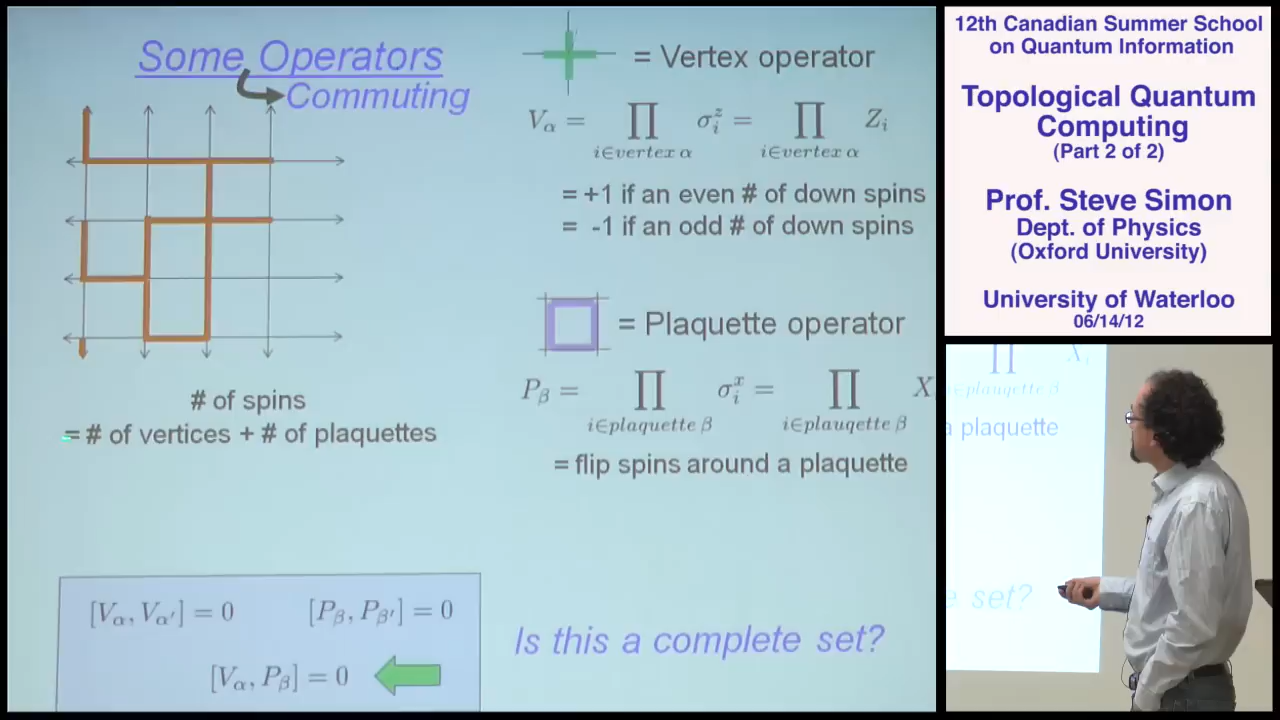 Some Operators
Commuting
# of spins
= # of vertices + # of plaquettes
[V_α, V_α′] = 0 [P_β, P_β′] = 0
[V_α, P_β] = 0
= Vertex operator
V_α = ∏_{i∈vertex α} σ_i^z = ∏_{i∈vertex α} Z_i
= +1 if an even # of down spins
= -1 if an odd # of down spins
= Plaquette operator
P_β = ∏_{i∈plaquette β} σ_i^x = ∏_{i∈plauqette β} X
= flip spins around a plaquette
Is this a complete set?
12th Canadian Summer School
on Quantum Information
Topological Quantum
Computing
(Part 2 of 2)
Prof. Steve Simon
Dept. of Physics
(Oxford University)
University of Waterloo
06/14/12
∏ X_i
plauqette β
a plaquette
e set?